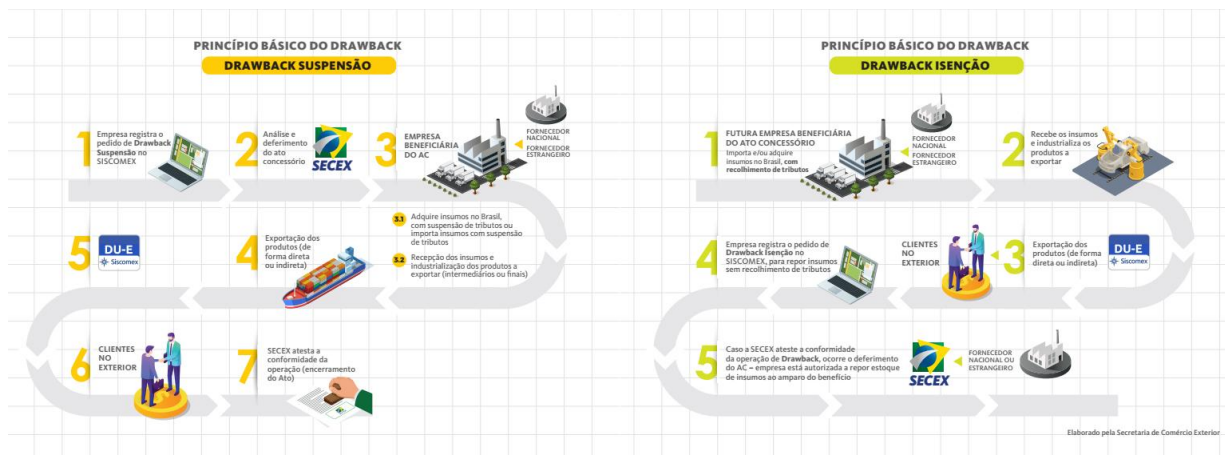 PRINCÍPIO BÁSICO DO DRAWBACK
DRAWBACK SUSPENSÃO
1
Empresa registra o
pedido de Drawback
Suspensão no
SISCOMEX
2
Análise e
deferimento
do ato
concessório
SECEX
3
EMPRESA
BENEFICIÁRIA
DO AC
FORNECEDOR
NACIONAL
FORNECEDOR
ESTRANGEIRO
3.1
Adquire insumos no Brasil,
com suspensão de tributos ou
importa insumos com suspensão
de tributos
3.2
Recepção dos insumos e
industrialização dos produtos a
exportar (intermediários ou finais)
4
Exportação dos
produtos (de
forma direta
ou indireta)
5
DU-E
Siscomex
6
CLIENTES
NO
EXTERIOR
7
SECEX atesta a
conformidade da
operação (encerramento
do Ato)
PRINCÍPIO BÁSICO DO DRAWBACK
DRAWBACK ISENÇÃO
1
FUTURA EMPRESA BENEFICIÁRIA
DO ATO CONCESSÓRIO
Importa e/ou adquire
insumos no Brasil, com
recolhimento de tributos
FORNECEDOR
NACIONAL
FORNECEDOR
ESTRANGEIRO
2
Recebe os insumos
e industrializa os
produtos a
exportar
3
Exportação dos
produtos (de forma
direta ou indireta)
DU-E
Siscomex
CLIENTES
NO
EXTERIOR
4
Empresa registra o pedido de
Drawback Isenção no
SISCOMEX, para repor insumos
sem recolhimento de tributos
5
Caso a SECEX ateste a conformidade
da operação de Drawback, ocorre o deferimento
do AC – empresa está autorizada a repor estoque
de insumos ao amparo do benefício
SECEX
FORNECEDOR
NACIONAL OU
ESTRANGEIRO
Elaborado pela Secretaria de Comércio Exterior